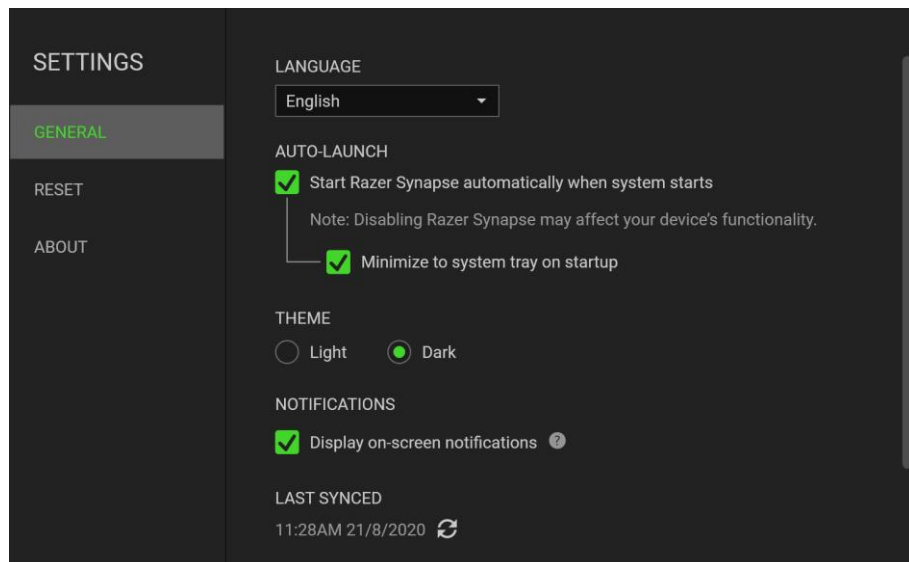 SETTINGS
GENERAL
RESET
ABOUT
LANGUAGE
English
AUTO-LAUNCH
Start Razer Synapse automatically when system starts
Note: Disabling Razer Synapse may affect your device’s functionality.
Minimize to system tray on startup
THEME
Light
Dark
NOTIFICATIONS
Display on-screen notifications ?
LAST SYNCED
11:28AM 21/8/2020